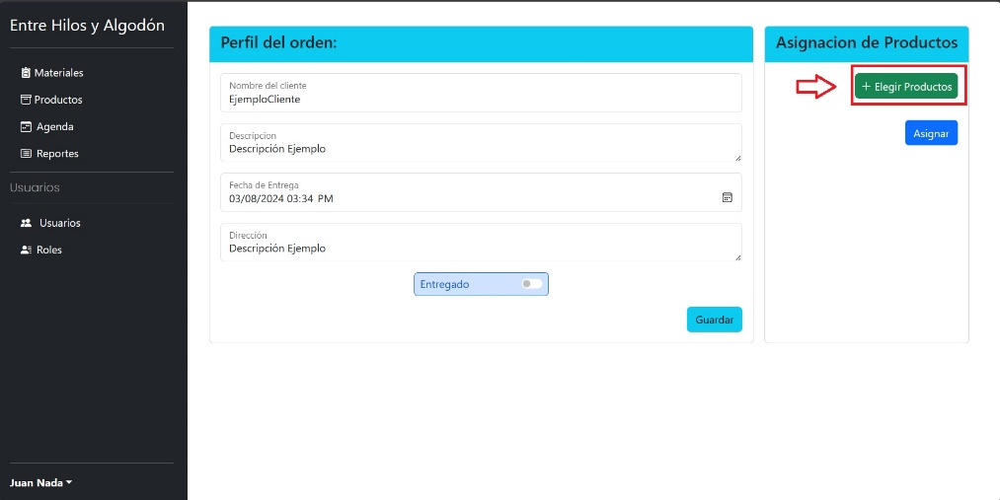 Entre Hilos y Algodón
Materiales
Productos
Agenda
Reportes
Usuarios
Usuarios
Roles
Juan Nada
Perfil del orden:
Nombre del cliente
EjemploCliente
Descripcion
Descripción Ejemplo
Fecha de Entrega
03/08/2024 03:34 PM
Dirección
Descripción Ejemplo
Entregado
Guardar
Asignacion de Productos
+ Elegir Productos
Asignar